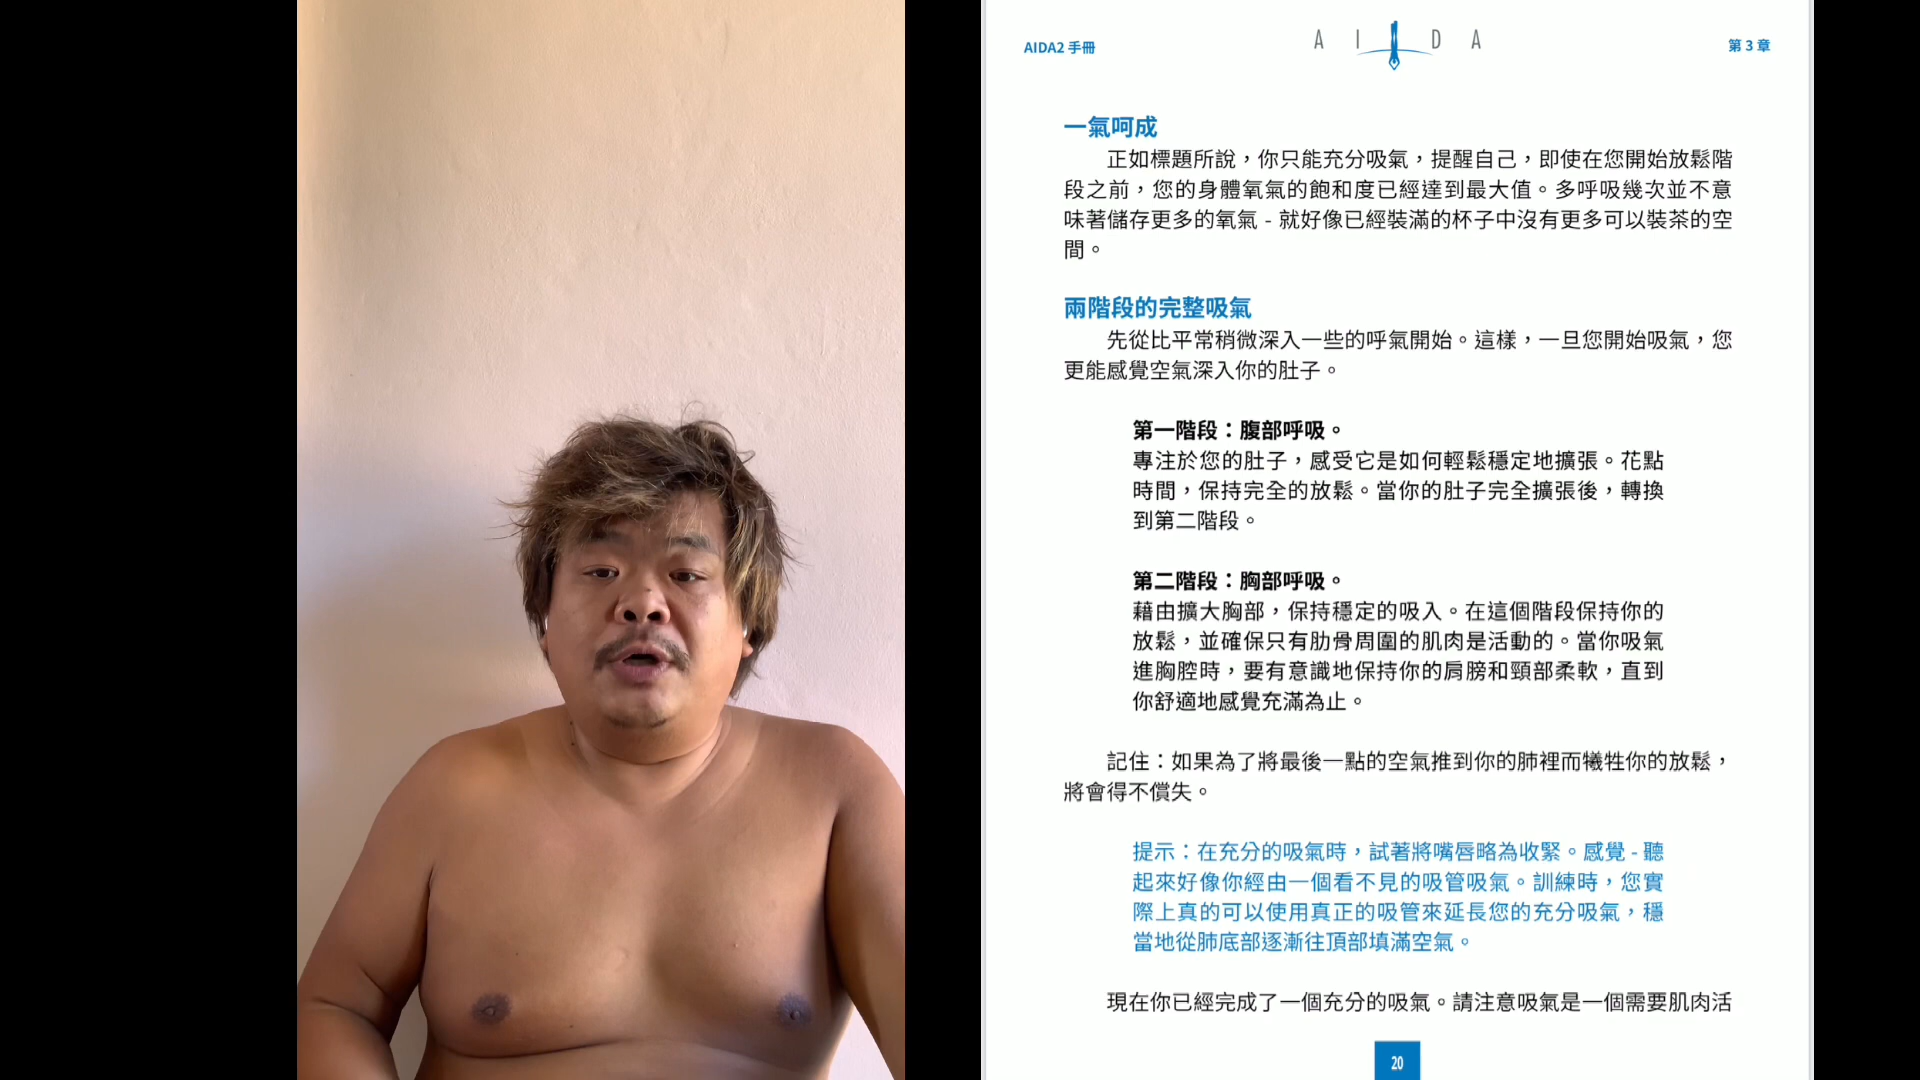 AIDA2 手冊
A I D A
第 3 章
一氣呵成
正如標題所說，你只能充分吸氣，提醒自己，即使在您開始放鬆階
段之前，您的身體氧氣的飽和度已經達到最大值。多呼吸幾次並不意
味著儲存更多的氧氣 - 就好像已經裝滿的杯子中沒有更多可以裝茶的空
間。
兩階段的完整吸氣
先從比平常稍微深入一些的呼氣開始。這樣，一旦您開始吸氣，您
更能感覺空氣深入你的肚子。
第一階段：腹部呼吸。
專注於您的肚子，感受它是如何輕鬆穩定地擴張。花點
時間，保持完全的放鬆。當你的肚子完全擴張後，轉換
到第二階段。
第二階段：胸部呼吸。
藉由擴大胸部，保持穩定的吸入。在這個階段保持你的
放鬆，並確保只有肋骨周圍的肌肉是活動的。當你吸氣
進胸腔時，要有意識地保持你的肩膀和頸部柔軟，直到
你舒適地感覺充滿為止。
記住：如果為了將最後一點的空氣推到你的肺裡而犧牲你的放鬆，
將會得不償失。
提示：在充分的吸氣時，試著將嘴唇略為收緊。感覺 - 聽
起來好像你經由一個看不見的吸管吸氣。訓練時，您實
際上真的可以使用真正的吸管來延長您的充分吸氣，穩
當地從肺底部逐漸往頂部填滿空氣。
現在你已經完成了一個充分的吸氣。請注意吸氣是一個需要肌肉活
20